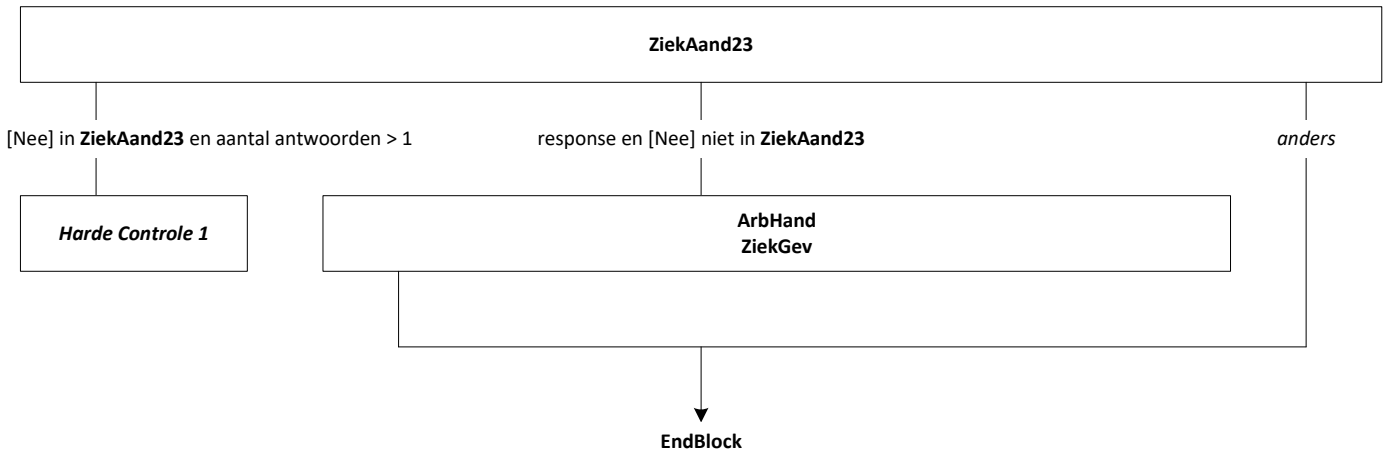 ZiekAand23
[Nee] in ZiekAand23 en aantal antwoorden > 1
response en [Nee] niet in ZiekAand23
anders
Harde Controle 1
ArbHand
ZiekGev
EndBlock